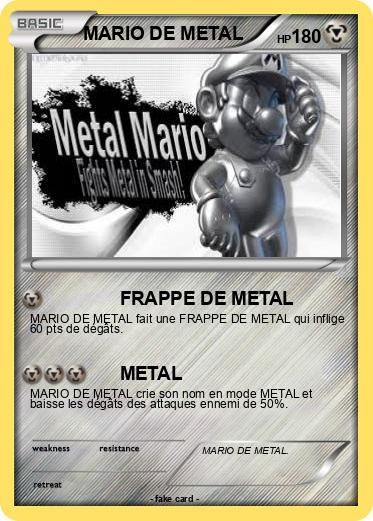 BASIC
MARIO DE METAL
HP 180
Metal Mario
Fights Metal in Smash!
FRAPPE DE METAL
MARIO DE METAL fait une FRAPPE DE METAL qui inflige
60 pts de dégâts.
METAL
MARIO DE METAL crie son nom en mode METAL et
baisse les dégâts des attaques ennemi de 50%.
weakness
resistance
MARIO DE METAL.
retreat
- fake card -